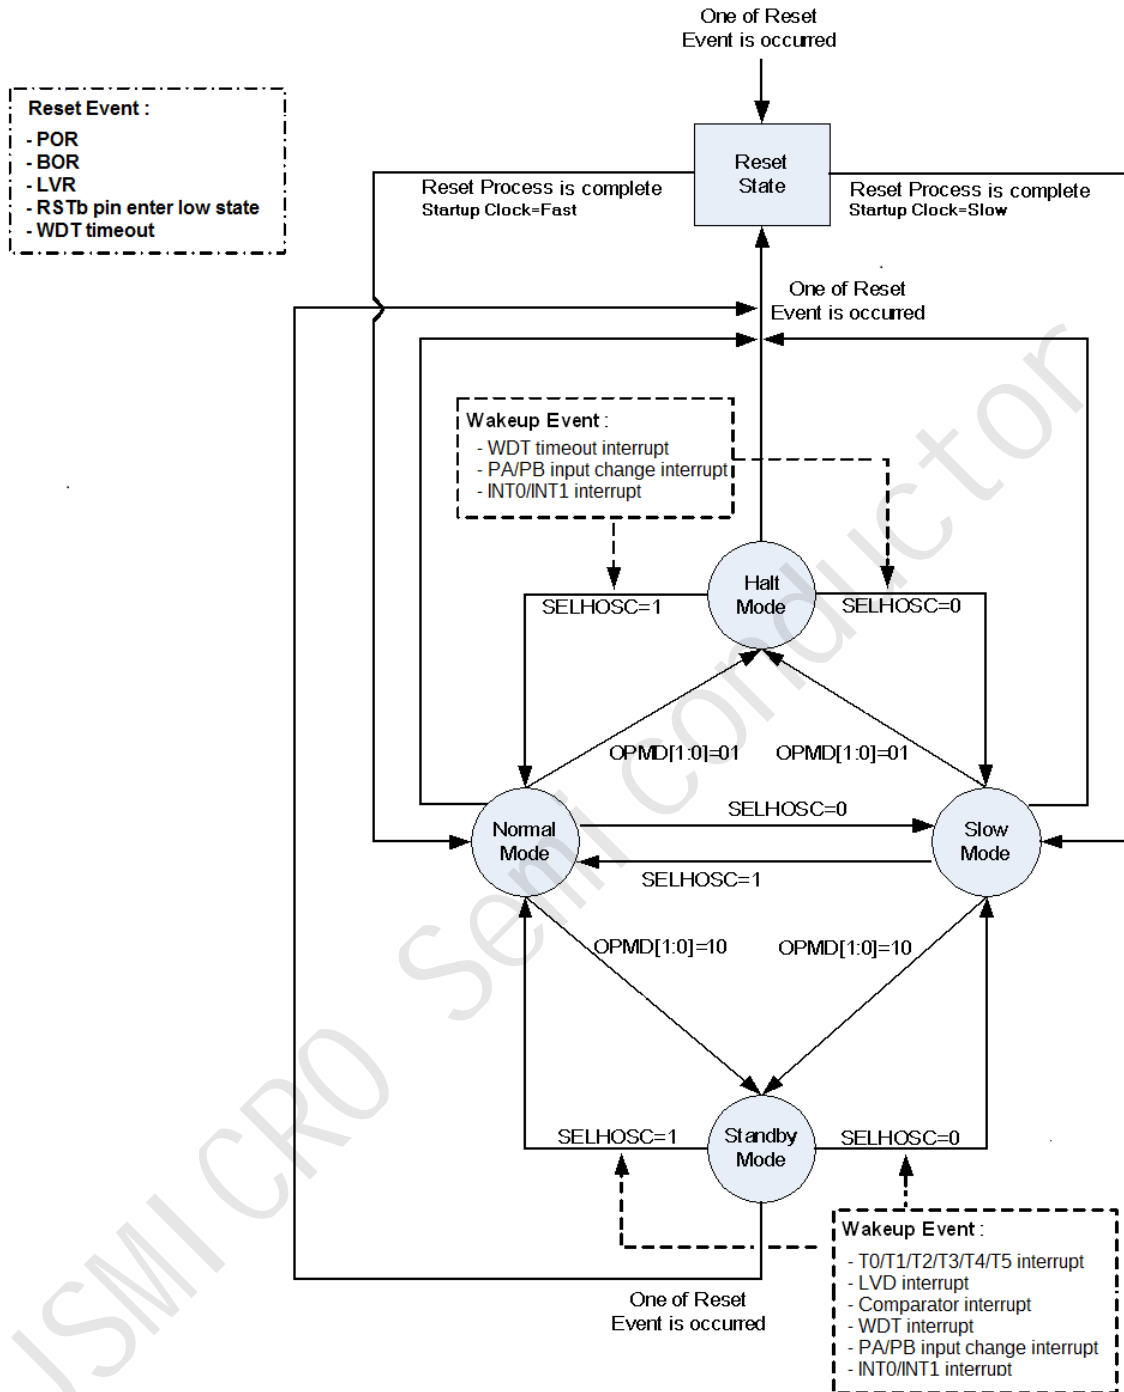 One of Reset
Event is occurred
Reset Event :
- POR
- BOR
- LVR
- RSTb pin enter low state
- WDT timeout
Reset
State
Reset Process is complete
Startup Clock=Fast
Reset Process is complete
Startup Clock=Slow
One of Reset
Event is occurred
Wakeup Event :
- WDT timeout interrupt
- PA/PB input change interrupt
- INT0/INT1 interrupt
Halt
Mode
SELHOSC=1
SELHOSC=0
OPMD[1:0]=01
OPMD[1:0]=01
Normal
Mode
SELHOSC=0
Slow
Mode
SELHOSC=1
OPMD[1:0]=10
OPMD[1:0]=10
SELHOSC=1
Standby
Mode
SELHOSC=0
Wakeup Event :
- T0/T1/T2/T3/T4/T5 interrupt
- LVD interrupt
- Comparator interrupt
- WDT interrupt
- PA/PB input change interrupt
- INT0/INT1 interrupt
One of Reset
Event is occurred
JSMICRO Semiconductor